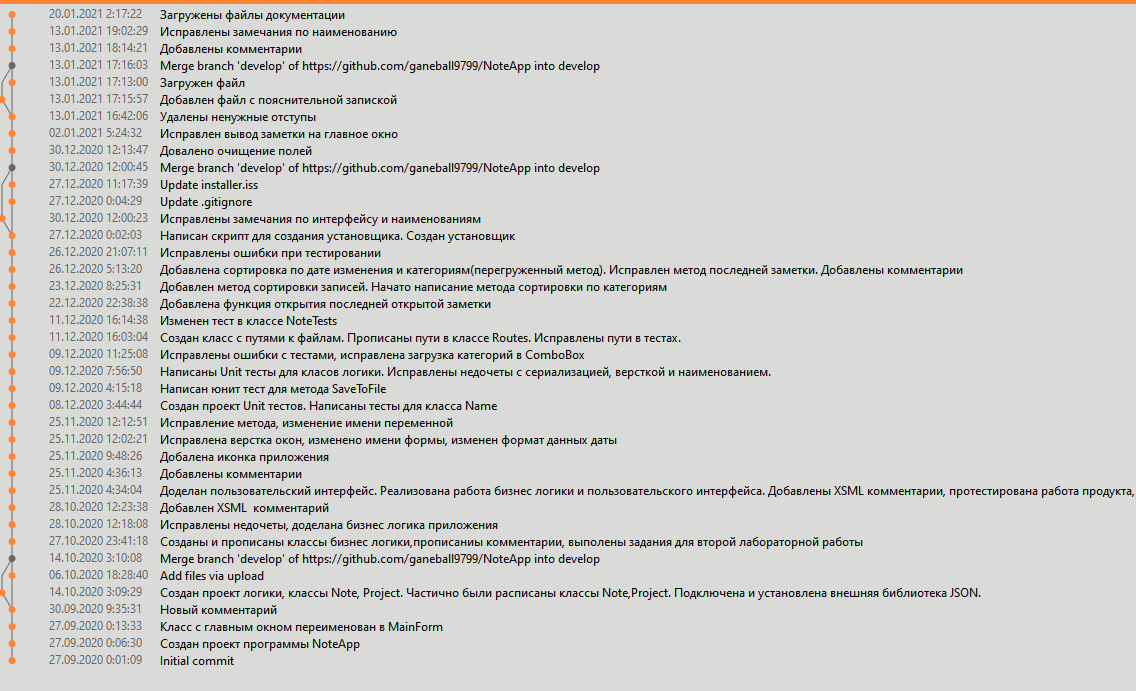 20.01.2021 2:17:22 Загружены файлы документации
13.01.2021 19:02:29 Исправлены замечания по наименованию
13.01.2021 18:14:21 Добавлены комментарии
13.01.2021 17:16:03 Merge branch 'develop' of https://github.com/ganeball9799/NoteApp into develop
13.01.2021 17:13:00 Загружен файл
13.01.2021 17:15:57 Добавлен файл с пояснительной запиской
13.01.2021 16:42:06 Удалены ненужные отступы
02.01.2021 5:24:32 Исправлен вывод заметки на главное окно
30.12.2020 12:13:47 Довалено очищение полей
30.12.2020 12:00:45 Merge branch 'develop' of https://github.com/ganeball9799/NoteApp into develop
27.12.2020 11:17:39 Update installer.iss
27.12.2020 0:04:29 Update .gitignore
30.12.2020 12:00:23 Исправлены замечания по интерфейсу и наименованиям
27.12.2020 0:02:03 Написан скрипт для создания установщика. Создан установщик
26.12.2020 21:07:11 Исправлены ошибки при тестировании
26.12.2020 5:13:20 Добавлена сортировка по дате изменения и категориям(перегруженный метод). Исправлен метод последней заметки. Добавлены комментарии
23.12.2020 8:25:31 Добавлен метод сортировки записей. Начато написание метода сортировки по категориям
22.12.2020 22:38:38 Добавлена функция открытия последней открытой заметки
11.12.2020 16:14:38 Изменен тест в классе NoteTests
11.12.2020 16:03:04 Создан класс с путями к файлам. Прописаны пути в классе Routes. Исправлены пути в тестах.
09.12.2020 11:25:08 Исправлены ошибки с тестами, исправлена загрузка категорий в ComboBox
09.12.2020 7:56:50 Написаны Unit тесты для класов логики. Исправлены недочеты с сериализацией, версткой и наименованием.
09.12.2020 4:15:18 Написан юнит тест для метода SaveToFile
08.12.2020 3:44:44 Создан проект Unit тестов. Написаны тесты для класса Name
25.11.2020 12:12:51 Исправление метода, изменение имени переменной
25.11.2020 12:02:21 Исправлена верстка окон, изменено имени формы, изменен формат данных даты
25.11.2020 9:48:26 Добалена иконка приложения
25.11.2020 4:36:13 Добавлены комментарии
25.11.2020 4:34:04 Доделан пользовательский интерфейс. Реализована работа бизнес логики и пользовательского интерфейса. Добавлены XSML комментарии, протестирована работа продукта,
28.10.2020 12:23:38 Добавлен XSML  комментарий
28.10.2020 12:18:08 Исправлены недочеты, доделана бизнес логика приложения
27.10.2020 23:41:18 Созданы и прописаны классы бизнес логики,прописаниы комментарии, выполены задания для второй лабораторной работы
14.10.2020 3:10:08 Merge branch 'develop' of https://github.com/ganeball9799/NoteApp into develop
06.10.2020 18:28:40 Add files via upload
14.10.2020 3:09:29 Создан проект логики, классы Note, Project. Частично были расписаны классы Note,Project. Подключена и установлена внешняя библиотека JSON.
30.09.2020 9:35:31 Новый комментарий
27.09.2020 0:13:33 Класс с главным окном переименован в MainForm
27.09.2020 0:06:30 Создан проект программы NoteApp
27.09.2020 0:01:09 Initial commit